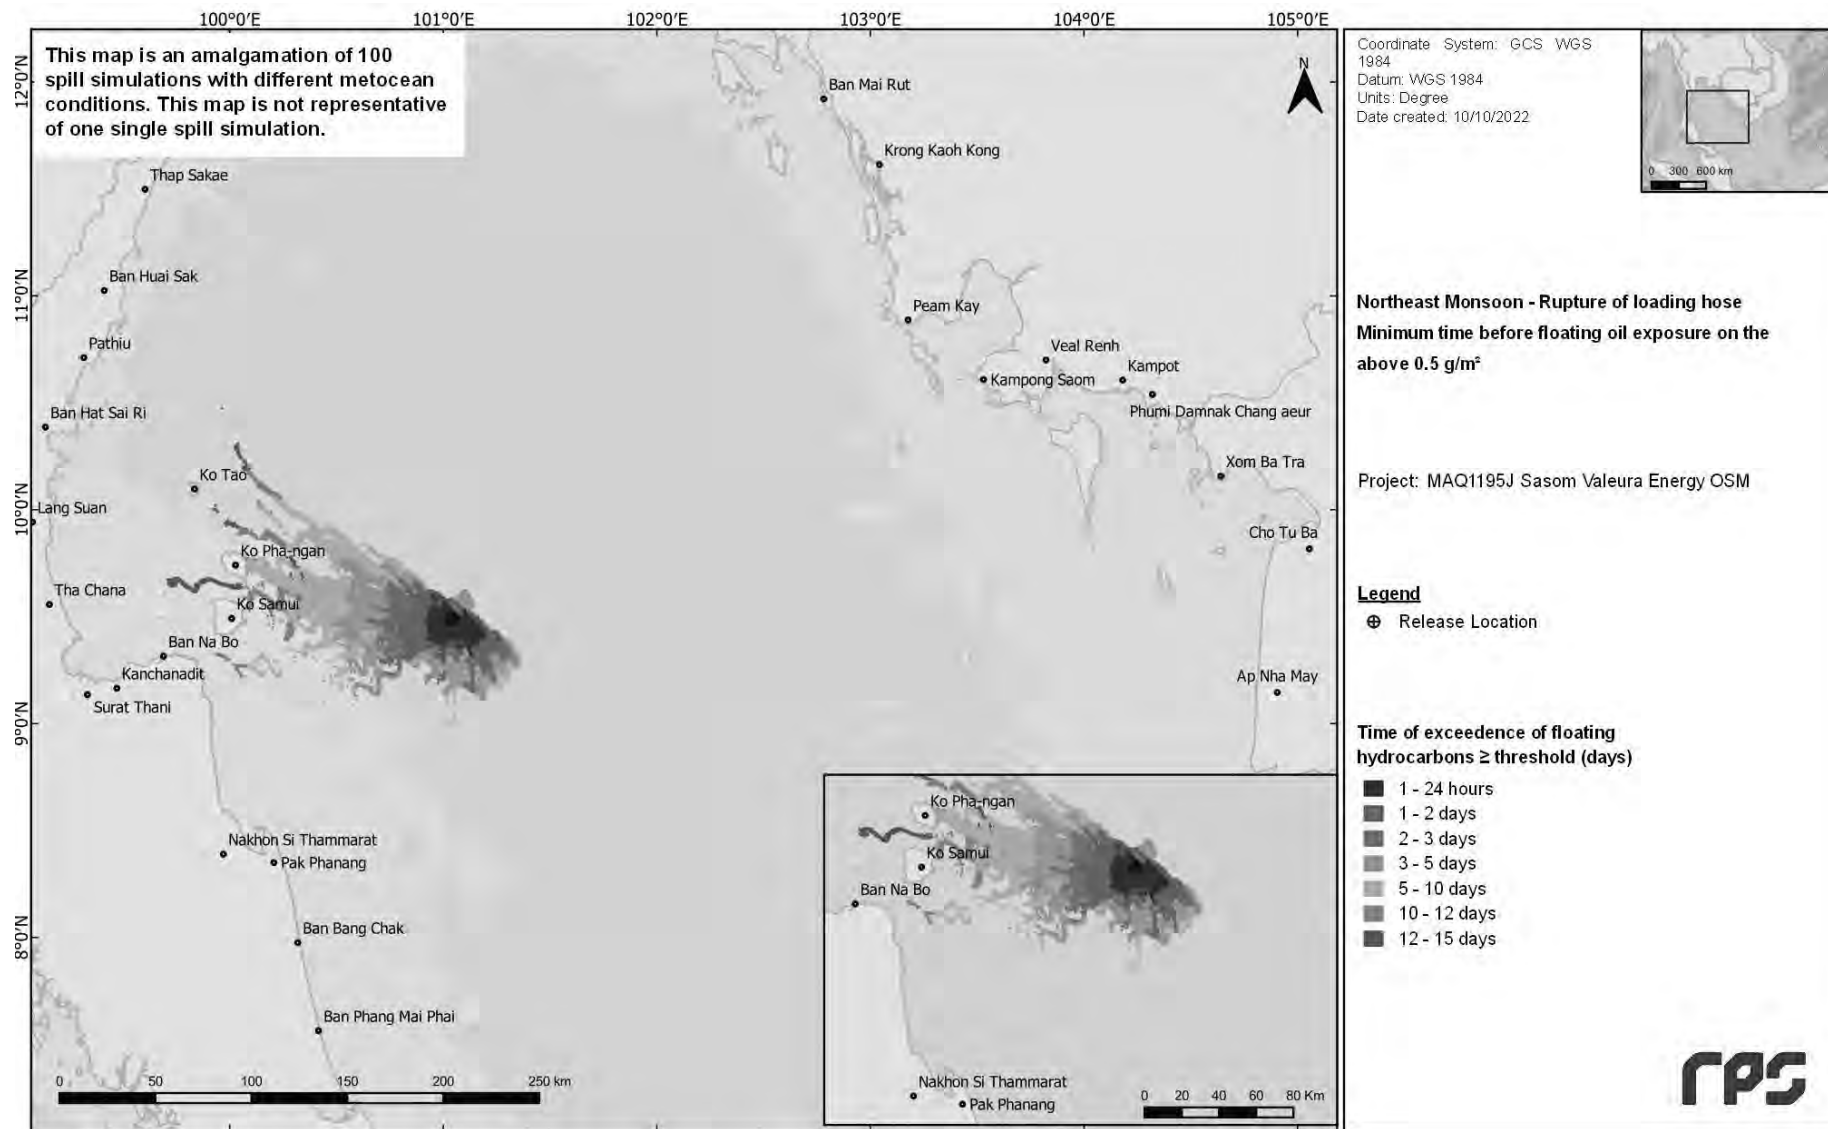 100°0'E
101°0'E
102°0'E
103°0'E
104°0'E
105°0'E
12°0'N
11°0'N
10°0'N
9°0'N
8°0'N
This map is an amalgamation of 100
spill simulations with different metocean
conditions. This map is not representative
of one single spill simulation.
N
Ban Mai Rut
Krong Kaoh Kong
Thap Sakae
Ban Huai Sak
Peam Kay
Pathiu
Veal Renh
Kampot
Kampong Saom
Ban Hat Sai Ri
Phumi Damnak Chang aeur
Xom Ba Tra
Ko Tao
Lang Suan
Cho Tu Ba
Ko Pha-ngan
Tha Chana
Ko Samui
Ban Na Bo
Kanchanadit
Ap Nha May
Surat Thani
Nakhon Si Thammarat
Pak Phanang
Ban Bang Chak
Ban Phang Mai Phai
0 50 100 150 200 250 km
Ko Pha-ngan
Ko Samui
Ban Na Bo
Nakhon Si Thammarat
Pak Phanang
0 20 40 60 80 Km
Coordinate System: GCS WGS
1984
Datum: WGS 1984
Units: Degree
Date created: 10/10/2022
0 300 600 km
Northeast Monsoon - Rupture of loading hose
Minimum time before floating oil exposure on the
above 0.5 g/m²
Project: MAQ1195J Sasom Valeura Energy OSM
Legend
Release Location
Time of exceedence of floating
hydrocarbons ≥ threshold (days)
1 - 24 hours
1 - 2 days
2 - 3 days
3 - 5 days
5 - 10 days
10 - 12 days
12 - 15 days
rps